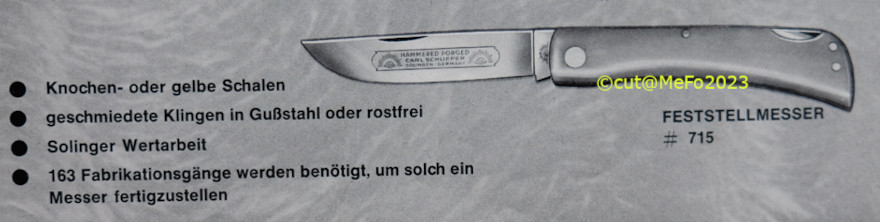 HAMMERED FORGED
CARL SCHLIEPER
SOLINGEN GERMANY
©cut@MeFo2023
FESTSTELLMESSER
# 715
● Knochen- oder gelbe Schalen
● geschmiedete Klingen in Gußstahl oder rostfrei
● Solinger Wertarbeit
● 163 Fabrikationsgänge werden benötigt, um solch ein
Messer fertigzustellen